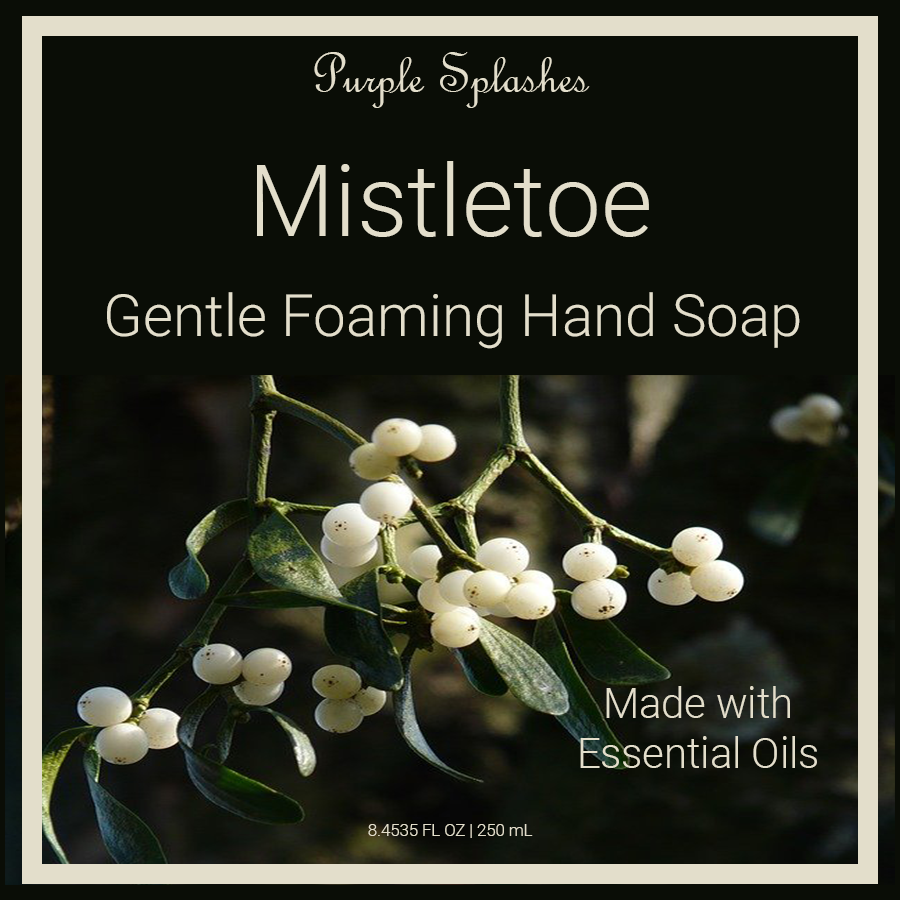 Purple Splashes
Mistletoe
Gentle Foaming Hand Soap
Made with
Essential Oils
8.4535 FL OZ | 250 mL